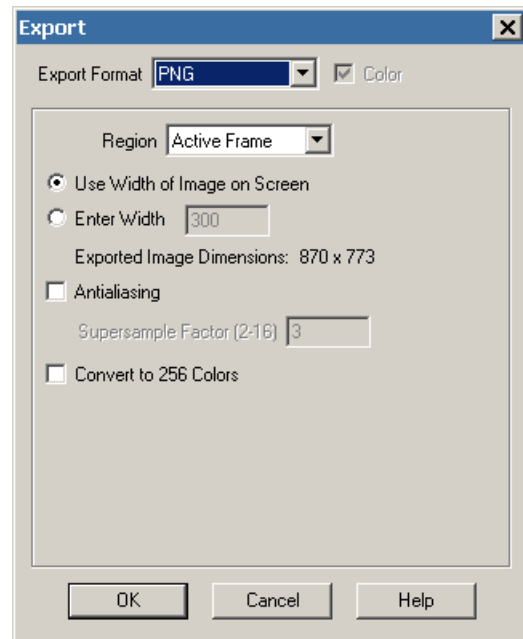 Export
Export Format PNG Color
Region Active Frame
Use Width of Image on Screen
Enter Width 300
Exported Image Dimensions: 870 x 773
Antialiasing
Supersample Factor (2-16) 3
Convert to 256 Colors
OK Cancel Help